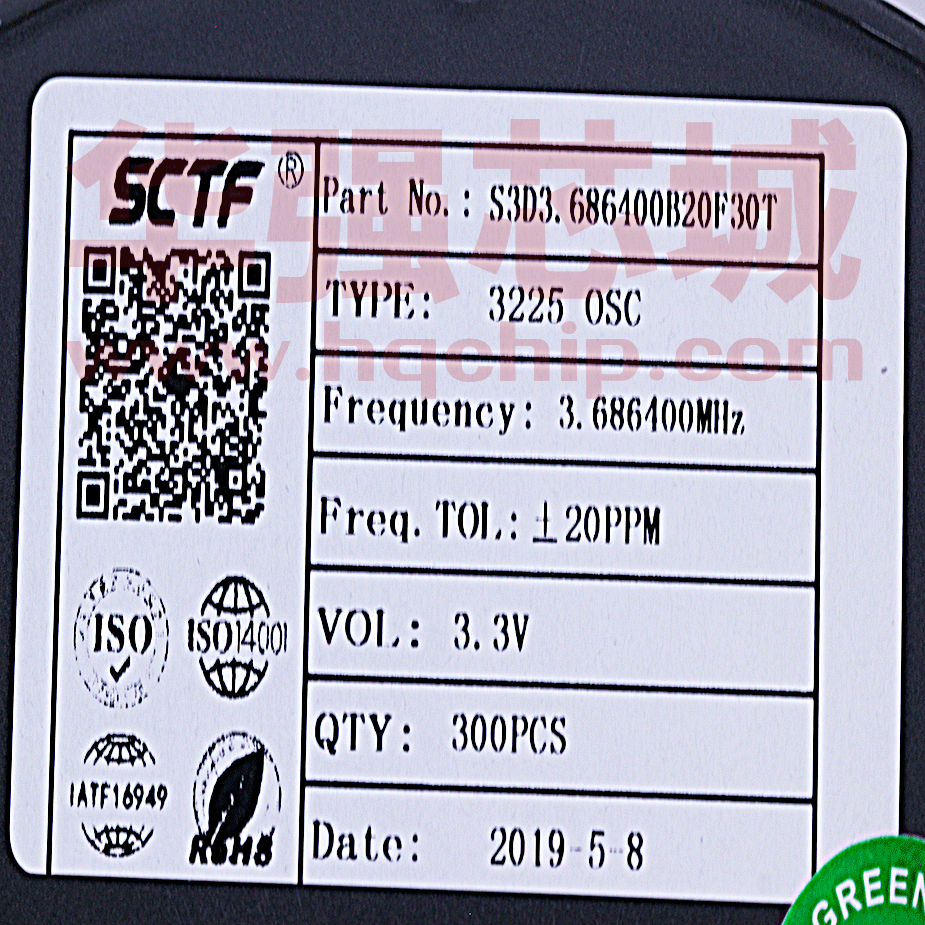 SCTF®
Part No.: S3D3.686400B20F30T
TYPE: 3225 OSC
Frequency: 3.686400MHz
Freq. TOL: ±20PPM
VOL: 3.3V
QTY: 300PCS
Date: 2019-5-8
ISO
ISO14001
IATF16949
RoHS
GREEN
华强芯城
www.hqchip.com